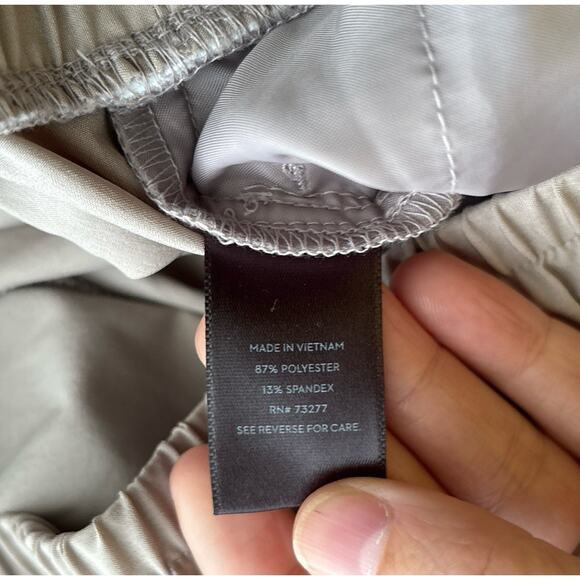 MADE IN VIETNAM
87% POLYESTER
13% SPANDEX
RN# 73277
SEE REVERSE FOR CARE.